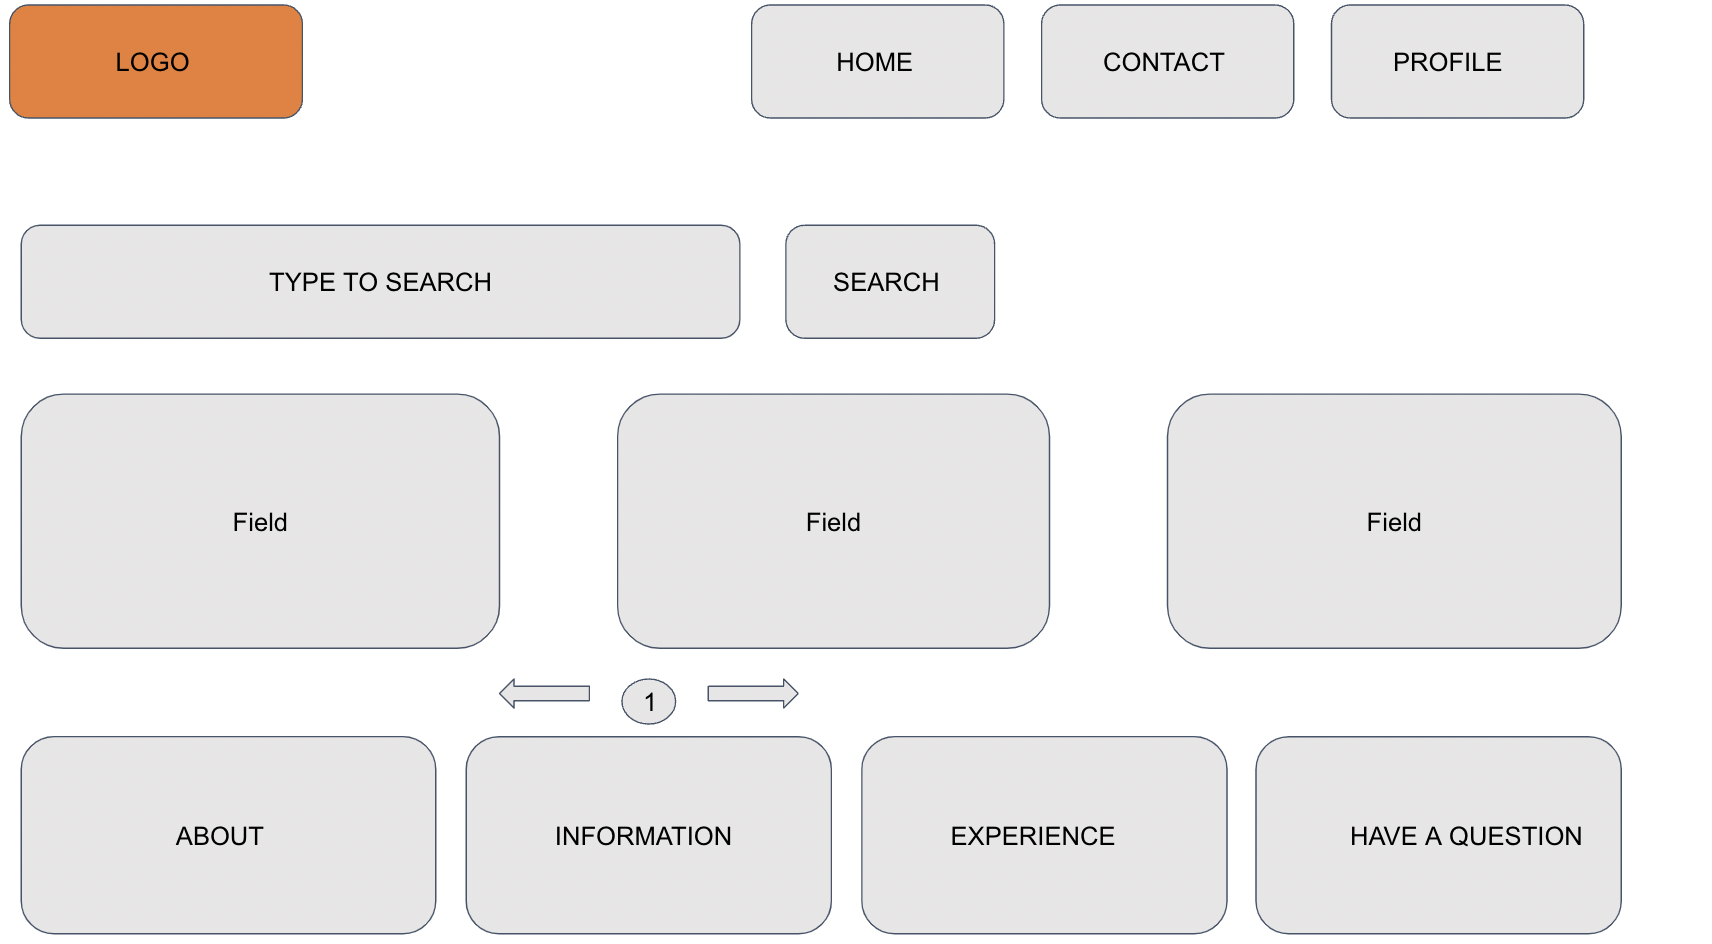 LOGO
HOME
CONTACT
PROFILE
TYPE TO SEARCH
SEARCH
Field
Field
Field
1
ABOUT
INFORMATION
EXPERIENCE
HAVE A QUESTION